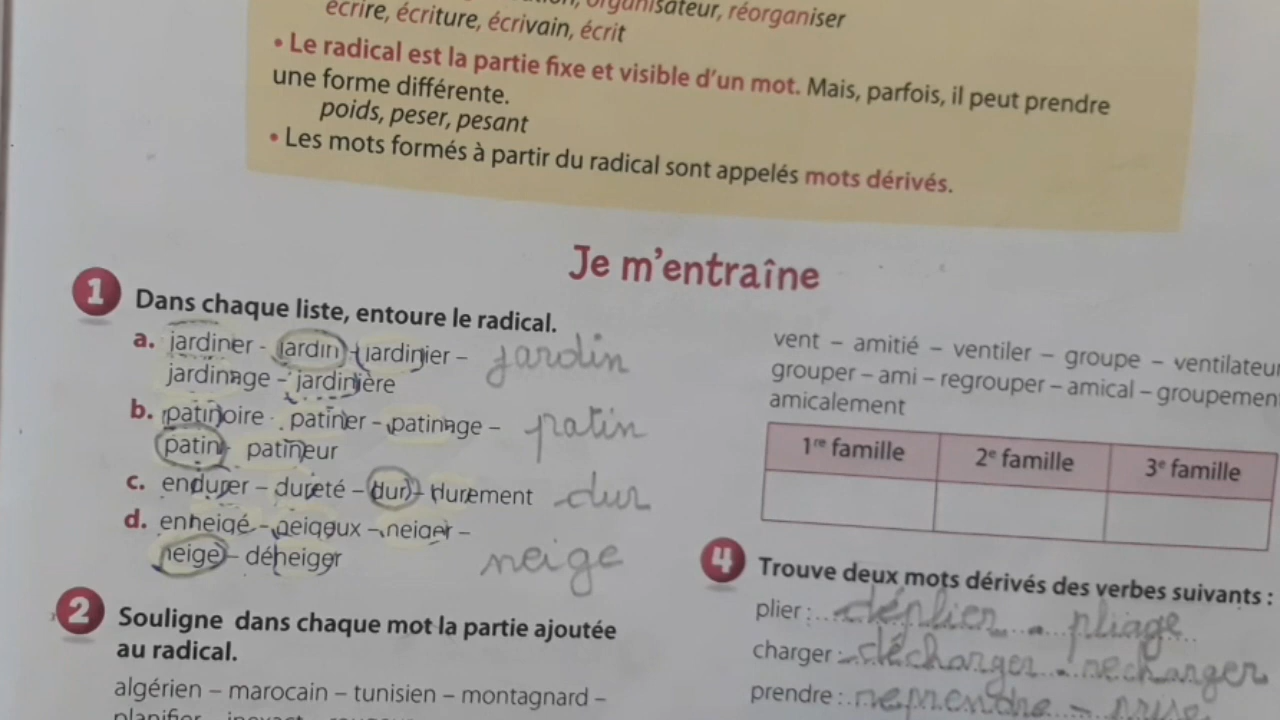 organisateur, réorganiser
écrire, écriture, écrivain, écrit
• Le radical est la partie fixe et visible d'un mot. Mais, parfois, il peut prendre
une forme différente.
poids, peser, pesant
• Les mots formés à partir du radical sont appelés mots dérivés.
Je m'entraîne
1 Dans chaque liste, entoure le radical.
a. jardiner - jardin - jardinier – jardin
jardinage - jardinière
b. patinoire - patiner – patinage – patin
patin - patineur
c. endurer – dureté – dur – durement dur
d. enneigé – neigeux – neiger –
neige – déneiger neige
2 Souligne dans chaque mot la partie ajoutée
au radical.
algérien – marocain – tunisien – montagnard –
planifier
vent – amitié – ventiler – groupe – ventilateur
grouper – ami – regrouper – amical – groupement
amicalement
1re famille 2e famille 3e famille
4 Trouve deux mots dérivés des verbes suivants :
plier : déplier - pliage
charger : décharger - recharger
prendre : reprendre - prise